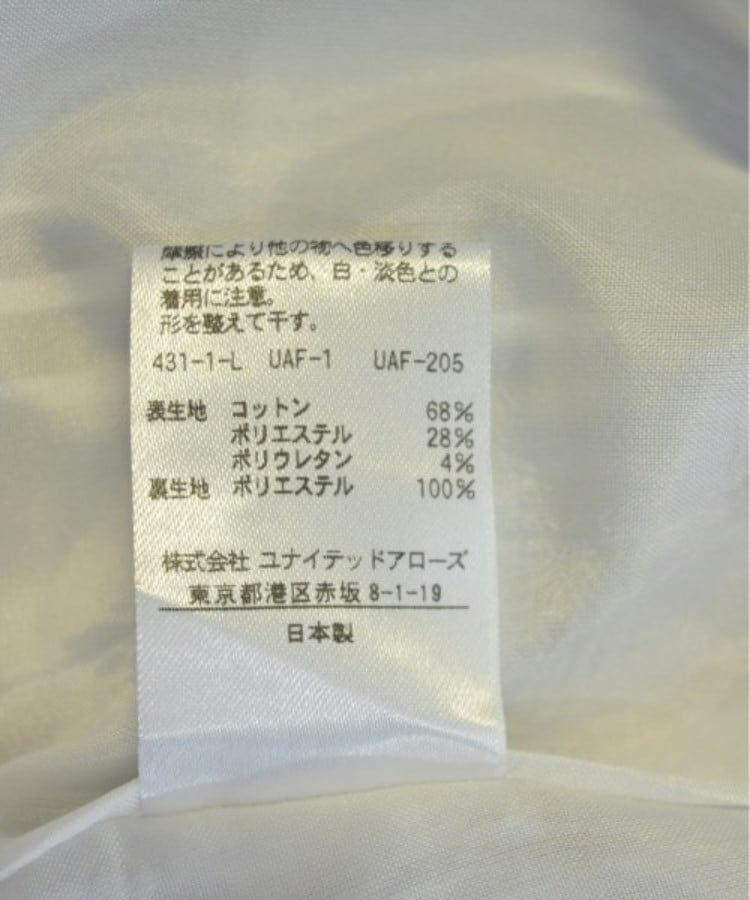 摩擦により他の物へ色移りする
ことがあるため、白・淡色との
着用に注意。
形を整えて干す。
431-1-L UAF-1 UAF-205
表生地 コットン 68%
ポリエステル 28%
ポリウレタン 4%
裏生地 ポリエステル 100%
株式会社 ユナイテッドアローズ
東京都港区赤坂 8-1-19
日本製